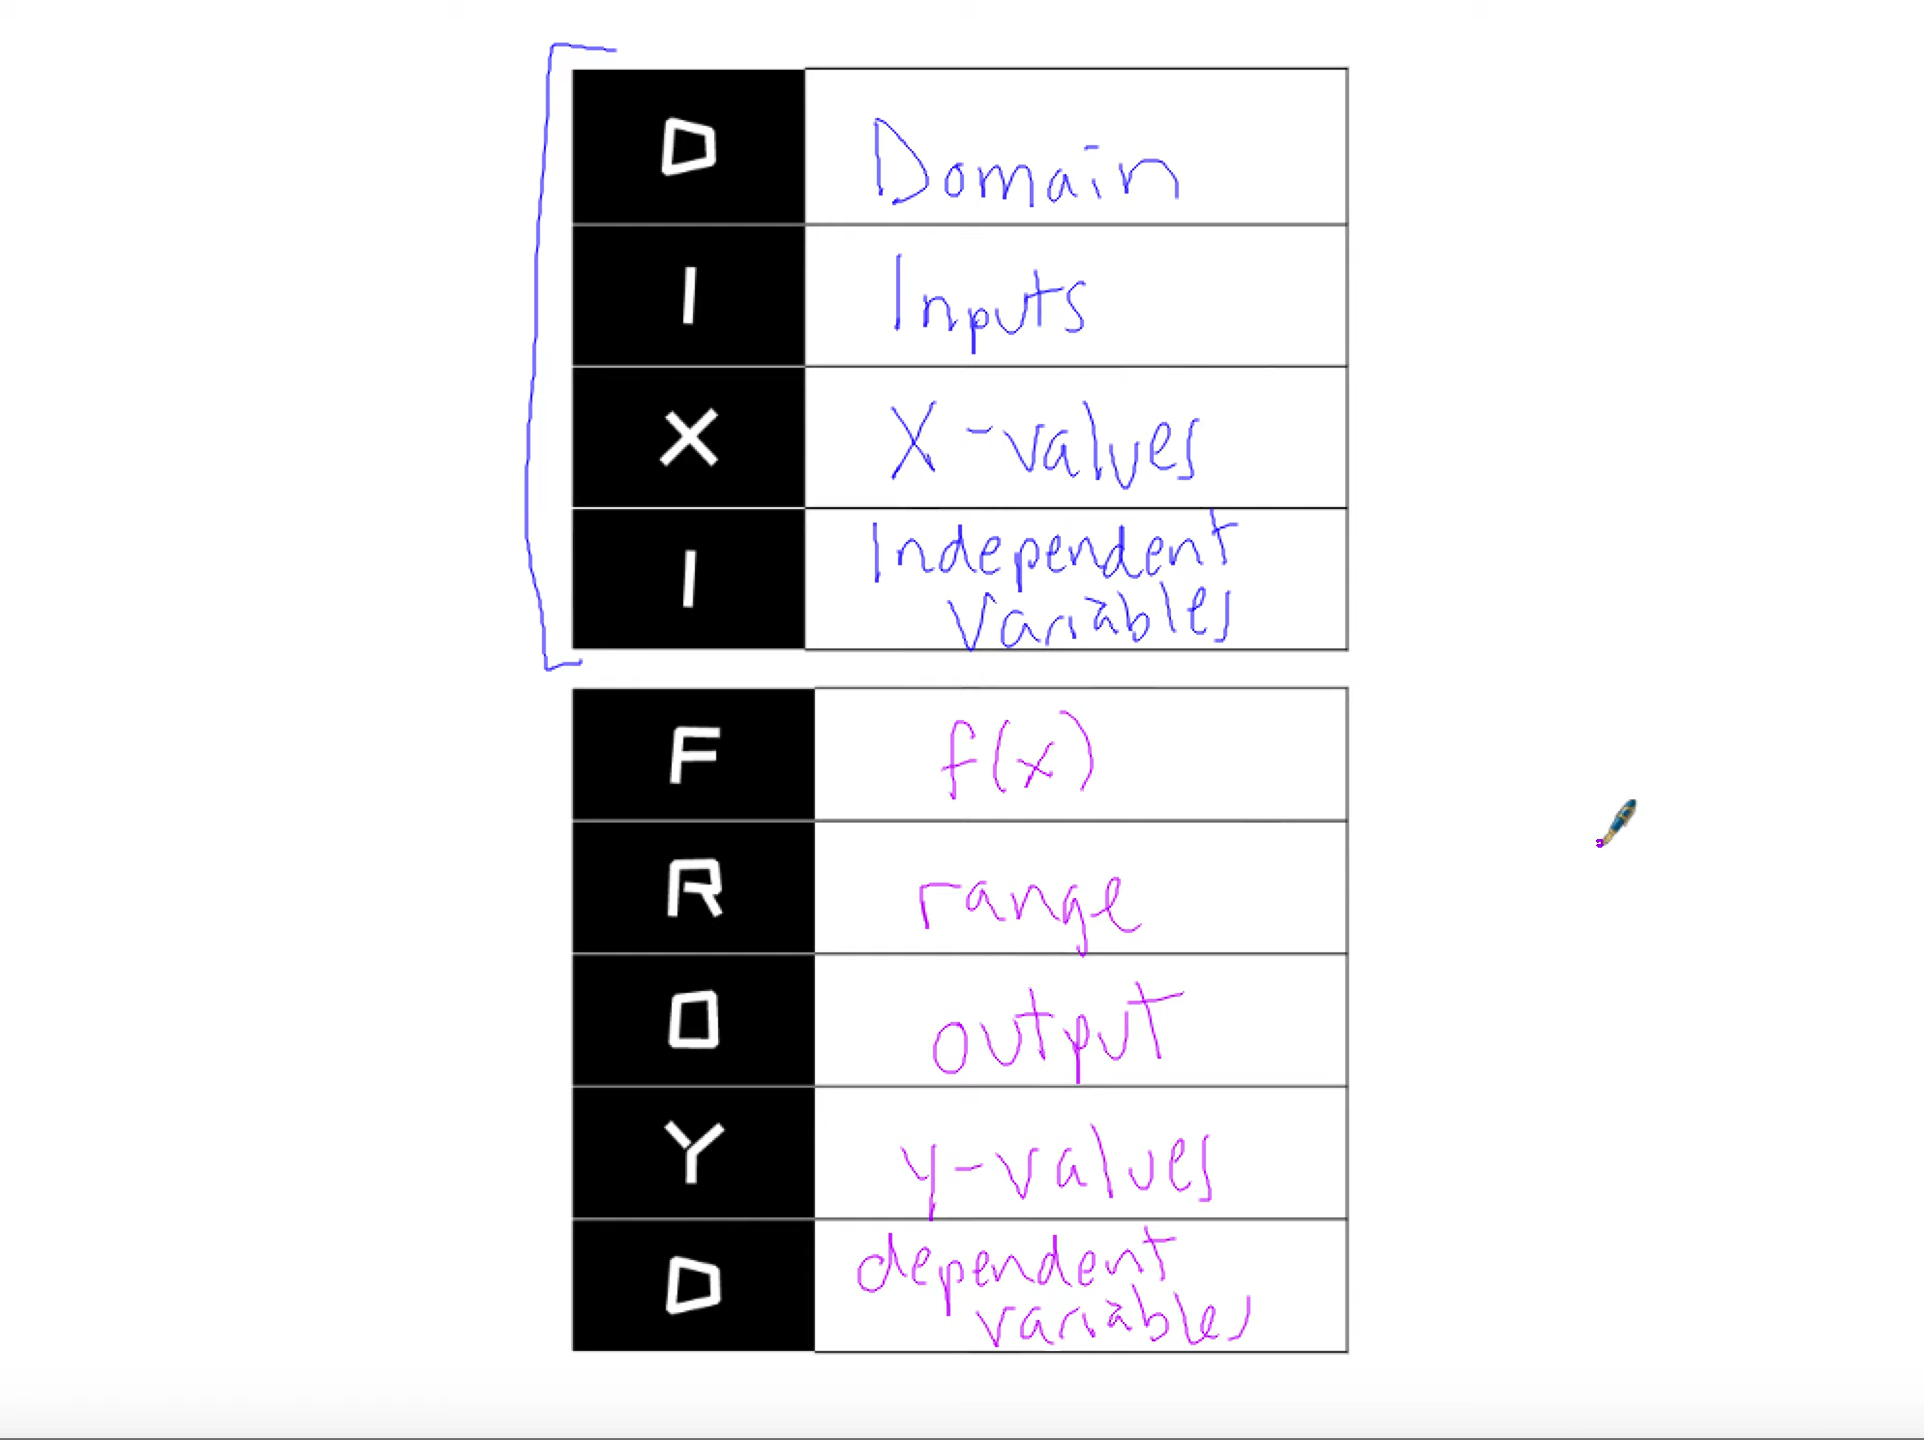 D Domain
I Inputs
X X-values
I Independent
Variables
F f(x)
R range
O output
Y y-values
D dependent
variables